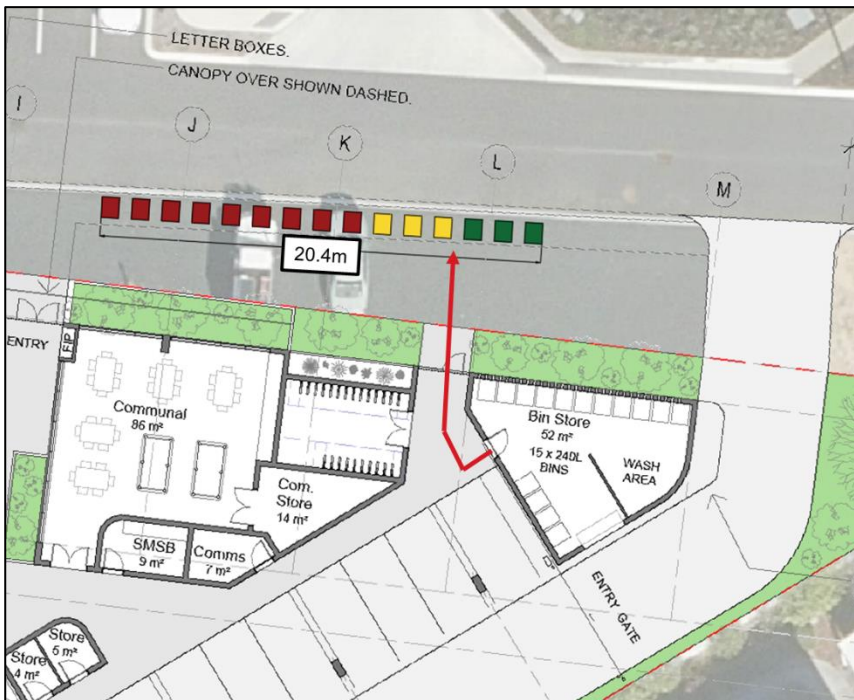 LETTER BOXES.
CANOPY OVER SHOWN DASHED.
I
J
K
L
M
20.4m
ENTRY
FIP
Communal
86 m²
Bin Store
52 m²
15 x 240L
BINS
WASH
AREA
Com.
Store
14 m²
SMSB
9 m²
Comms
7 m²
ENTRY GATE
Store
5 m²
Store
4 m²